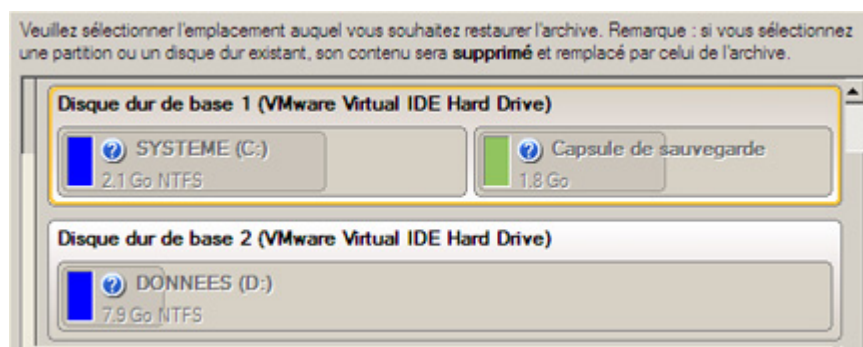 Veuillez sélectionner l'emplacement auquel vous souhaitez restaurer l'archive. Remarque : si vous sélectionnez
une partition ou un disque dur existant, son contenu sera supprimé et remplacé par celui de l'archive.
Disque dur de base 1 (VMware Virtual IDE Hard Drive)
SYSTEME (C:)
2.1 Go NTFS
Capsule de sauvegarde
1.8 Go
Disque dur de base 2 (VMware Virtual IDE Hard Drive)
DONNEES (D:)
7.9 Go NTFS